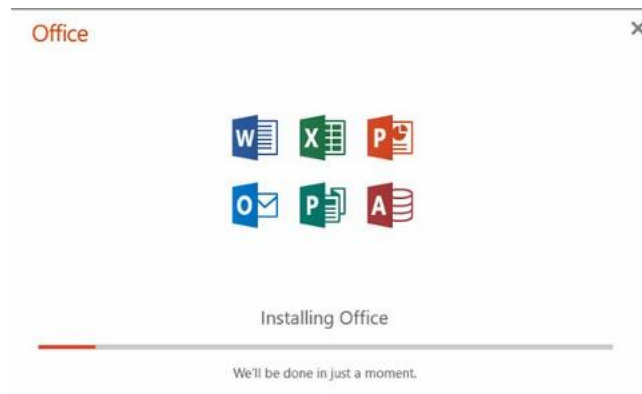 Office
W X P
O P A
Installing Office
We'll be done in just a moment.